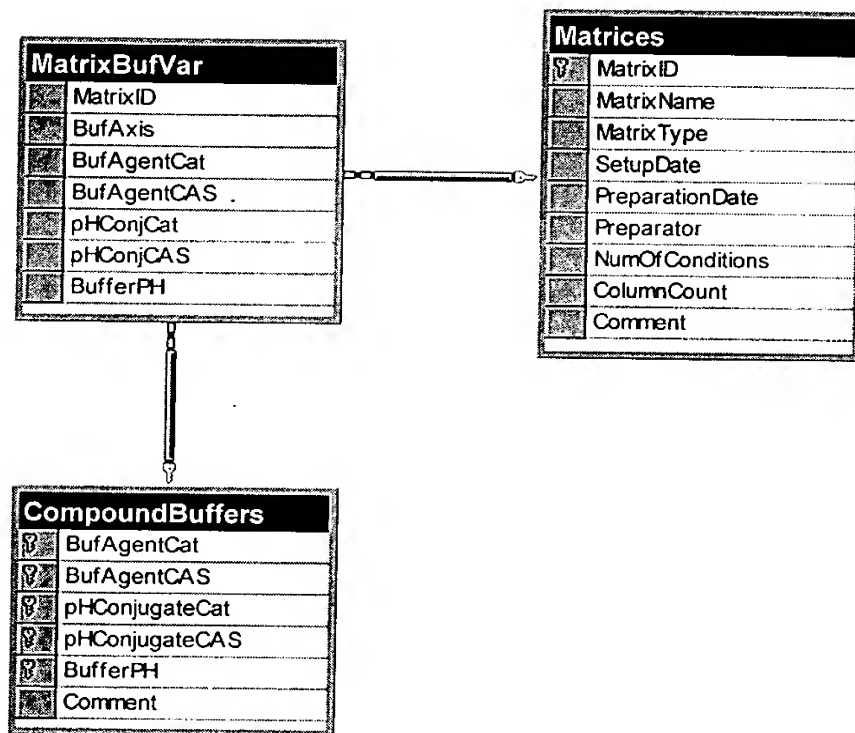 MatrixBufVar
MatrixID
BufAxis
BufAgentCat
BufAgentCAS
pHConjCat
pHConjCAS
BufferPH
Matrices
MatrixID
MatrixName
MatrixType
SetupDate
PreparationDate
Preparator
NumOfConditions
ColumnCount
Comment
CompoundBuffers
BufAgentCat
BufAgentCAS
pHConjugateCat
pHConjugateCAS
BufferPH
Comment